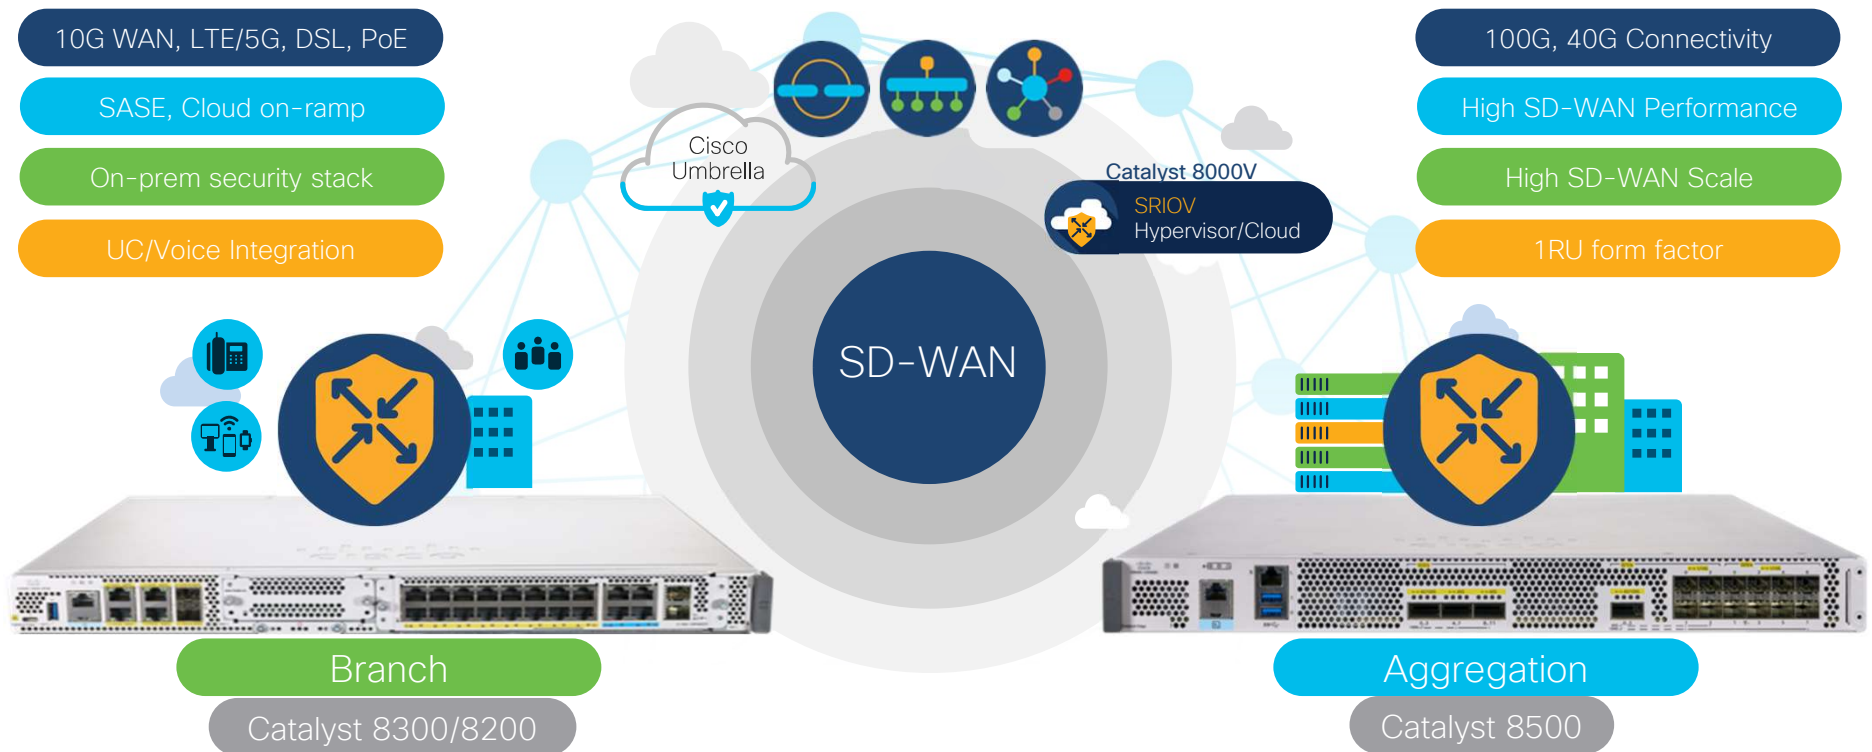 10G WAN, LTE/5G, DSL, PoE
SASE, Cloud on-ramp
On-prem security stack
UC/Voice Integration
Cisco
Umbrella
Catalyst 8000V
SRIOV
Hypervisor/Cloud
100G, 40G Connectivity
High SD-WAN Performance
High SD-WAN Scale
1RU form factor
SD-WAN
Branch
Catalyst 8300/8200
Aggregation
Catalyst 8500